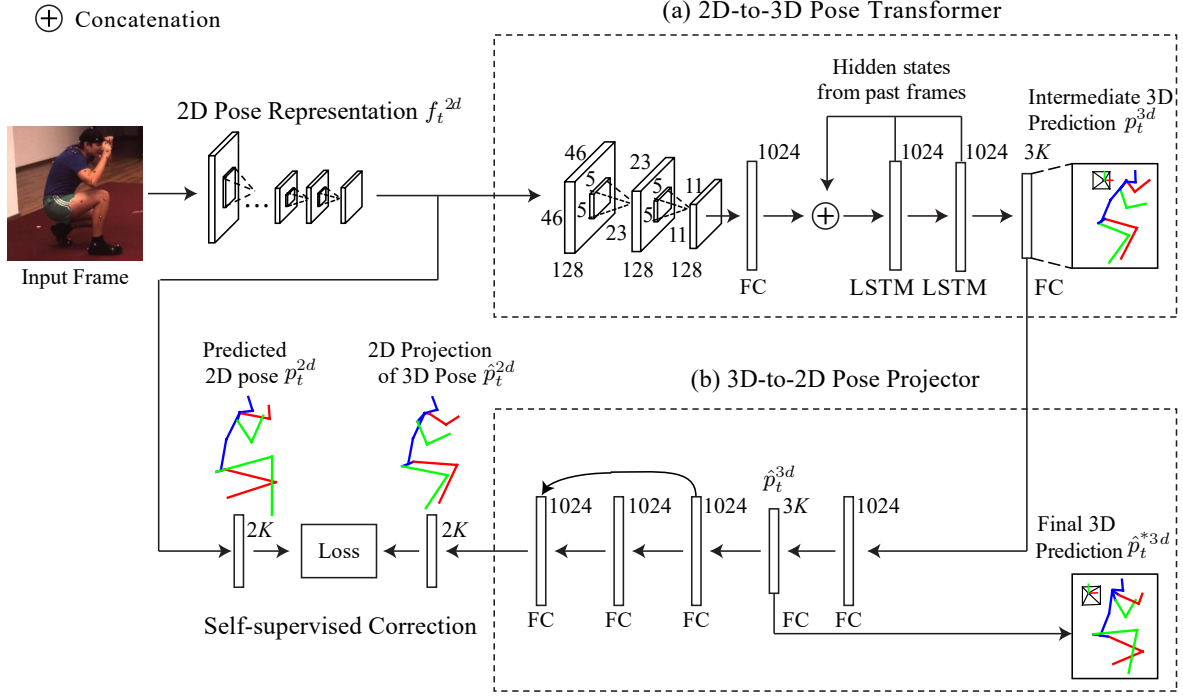 Concatenation
(a) 2D-to-3D Pose Transformer
2D Pose Representation f_t^{2d}
Hidden states
from past frames
Intermediate 3D
Prediction p_t^{3d}
46
46
128
5
5
23
23
128
5
5
11
11
128
1024
FC
1024
LSTM
1024
LSTM
3K
FC
Input Frame
Predicted
2D pose p_t^{2d}
2D Projection
of 3D Pose \hat{p}_t^{2d}
(b) 3D-to-2D Pose Projector
2K
Loss
2K
1024
FC
1024
FC
1024
FC
\hat{p}_t^{3d}
3K
FC
1024
FC
Final 3D
Prediction \hat{p}_t^{*3d}
Self-supervised Correction